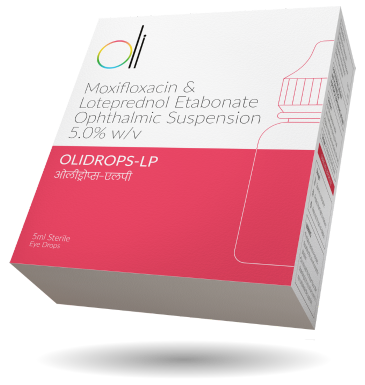 oli
Moxifloxacin &
Loteprednol Etabonate
Ophthalmic Suspension
5.0% w/v
OLIDROPS-LP
ओलीड्रोप्स-एलपी
5ml Sterile
Eye Drops